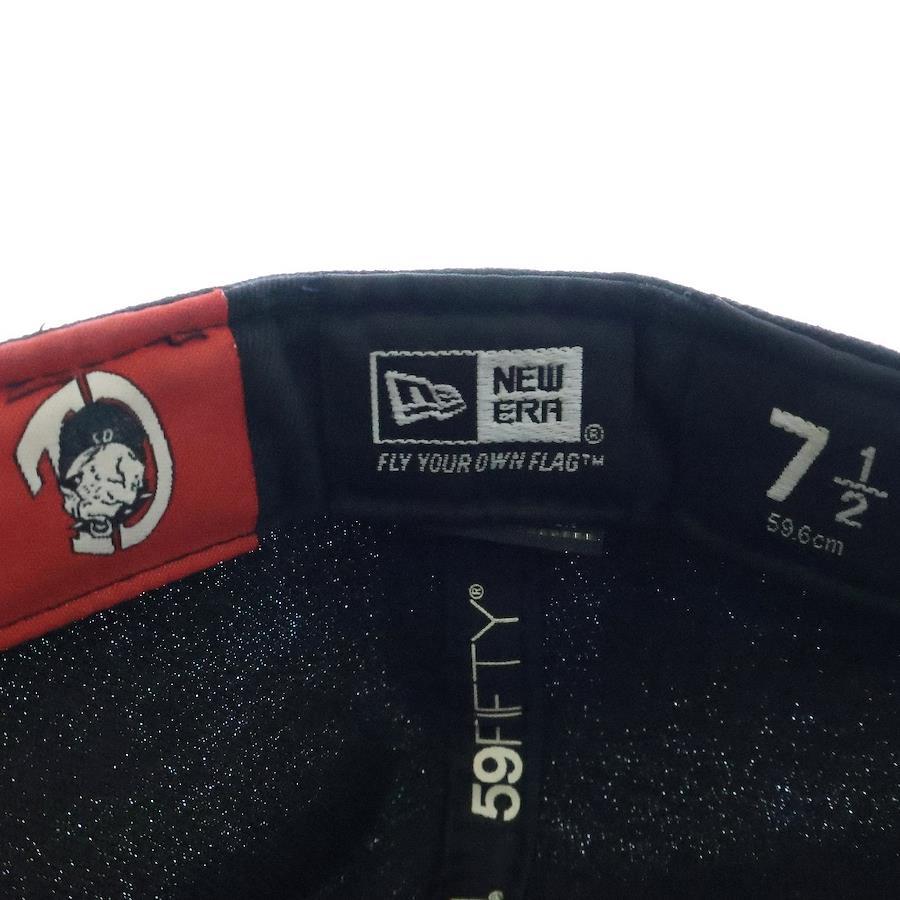 NEW
ERA
®
FLY YOUR OWN FLAG™
7 1/2
59.6cm
59FIFTY®